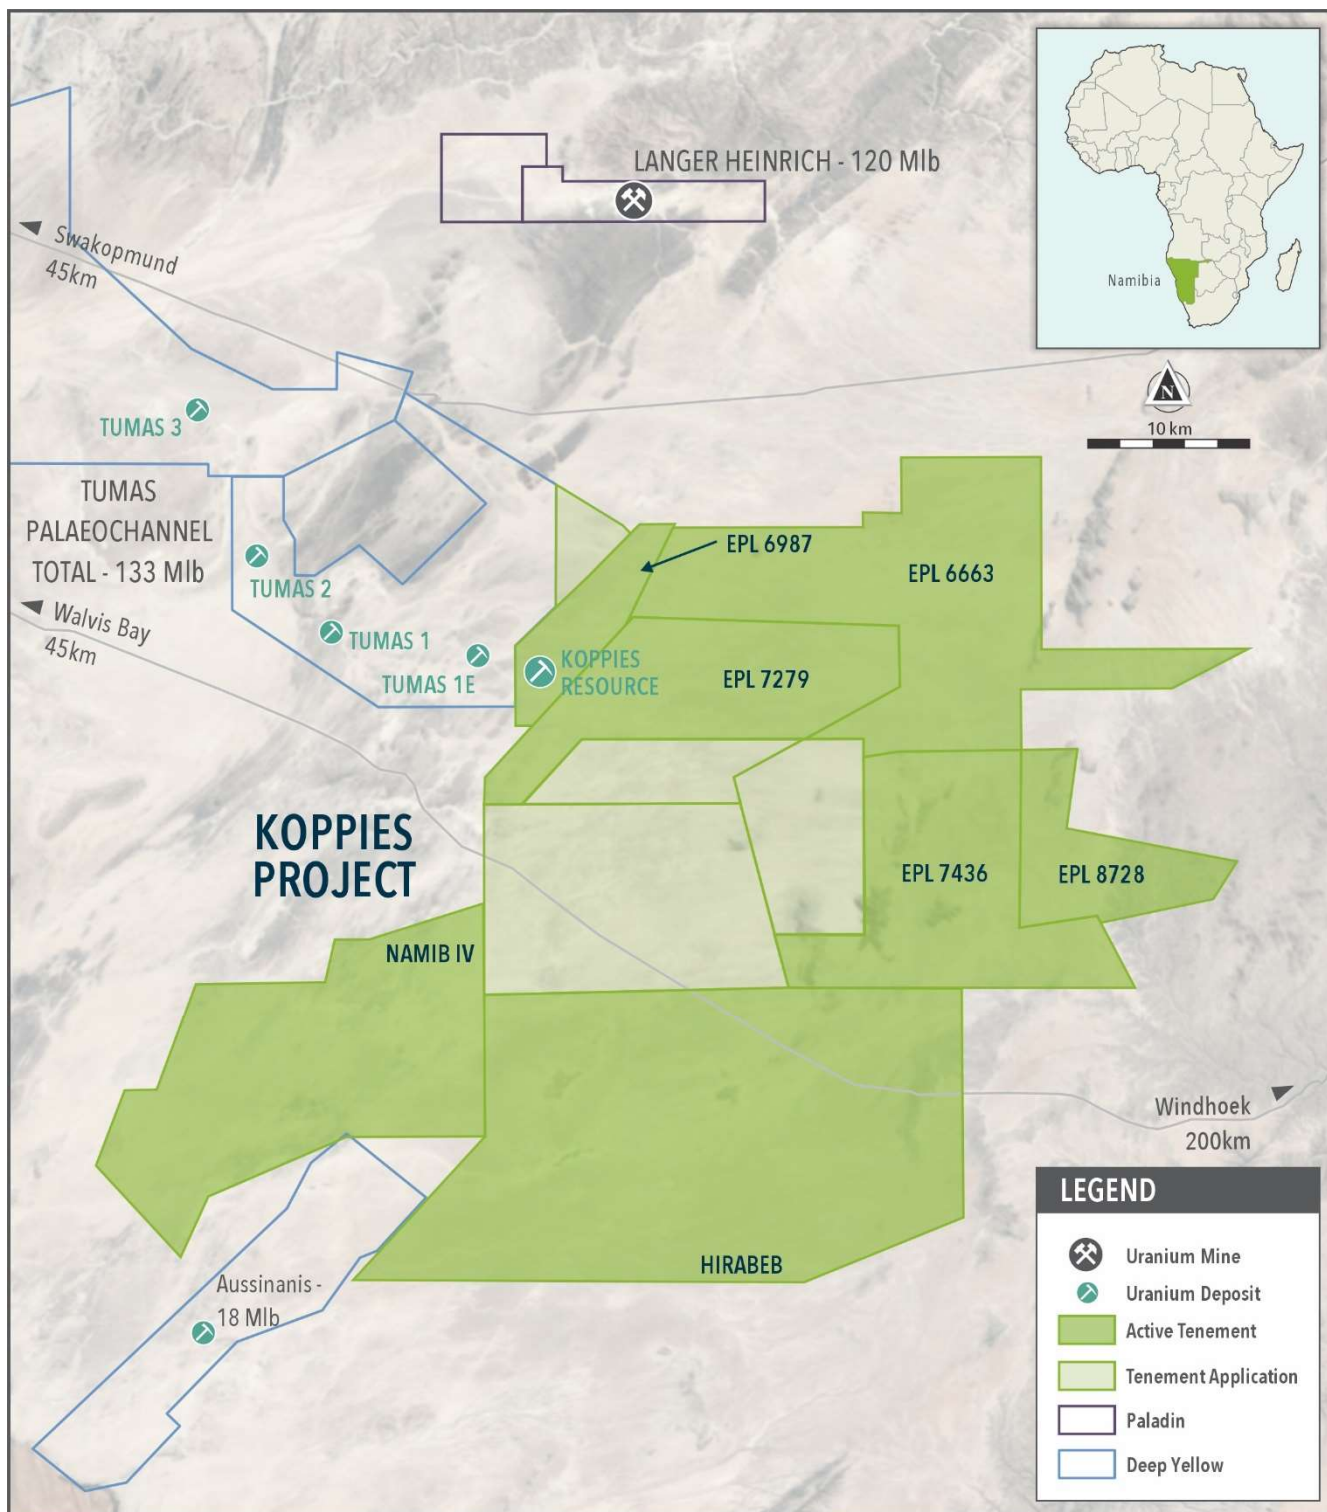 LANGER HEINRICH - 120 Mlb
Namibia
Swakopmund
45km
N
10 km
TUMAS 3
TUMAS
PALAEOCHANNEL
TOTAL - 133 Mlb
EPL 6987
EPL 6663
TUMAS 2
Walvis Bay
45km
TUMAS 1
TUMAS 1E
KOPPIES
RESOURCE
EPL 7279
KOPPIES
PROJECT
EPL 7436
EPL 8728
NAMIB IV
Windhoek
200km
HIRABEB
Aussinanis -
18 Mlb
LEGEND
Uranium Mine
Uranium Deposit
Active Tenement
Tenement Application
Paladin
Deep Yellow